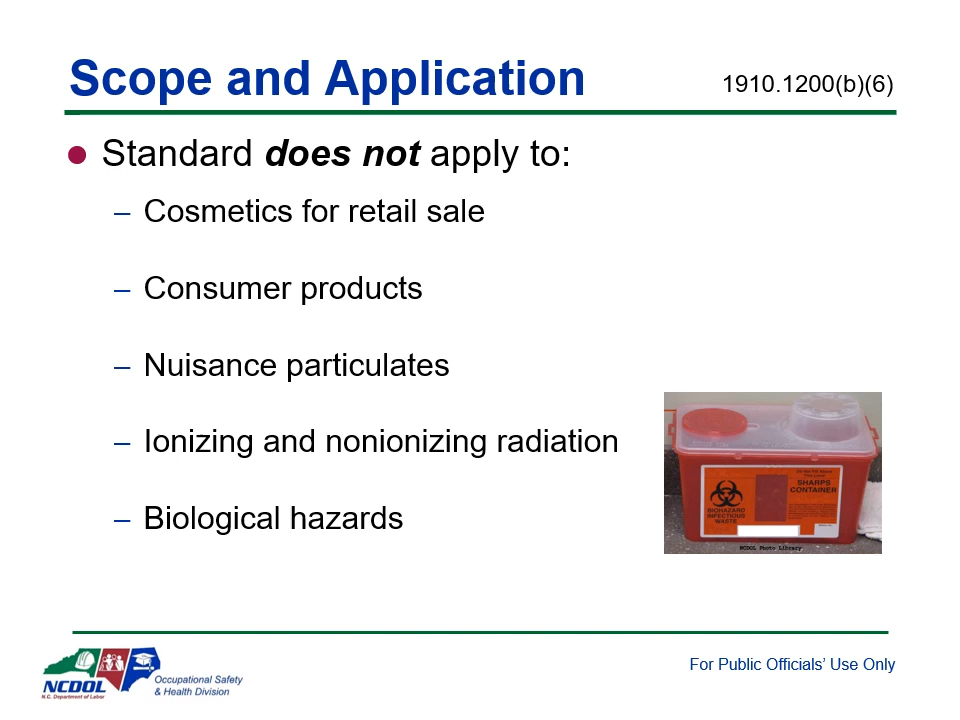 Scope and Application
1910.1200(b)(6)
Standard does not apply to:
– Cosmetics for retail sale
– Consumer products
– Nuisance particulates
– Ionizing and nonionizing radiation
– Biological hazards
SHARPS
CONTAINER
BIOHAZARD
INFECTIOUS
WASTE
NCDOL Photo Library
NCDOL
N.C. Department of Labor
Occupational Safety
& Health Division
For Public Officials’ Use Only